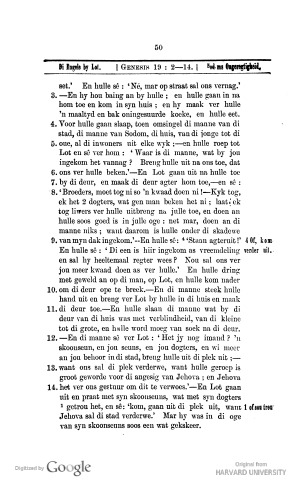 50
Di Engels by Lot. [GENESIS 19 : 2—14.] Sod. ens Ongeregtigheid.
set.’ En hulle sê : ‘Né, mar op straat sal ons vernag.’
3. —En hy hou baing an by hulle ; en hulle gaan in na
hom toe en kom in syn huis ; en hy maak ver hulle
’n maaltyd en bak oningesuurde koeke, en hulle eet.
4. Voor hulle gaan slaap, toen omsingel di manne van di
stad, di manne van Sodom, di huis, van di jonge tot di
5. oue, al di inwoners uit elke wyk :—en hulle roep tot
Lot en sê ver hom : ‘Waar is di manne, wat by jou
ingekom het vannag ? Breng hulle uit na ons toe, dat
6. ons ver hulle beken.’—En Lot gaan uit na hulle toe
7. by di deur, en maak di deur agter hom toe,—en sê :
8. ‘Broeders, moet tog ni so ’n kwaad doen ni!—Kyk tog,
ek het 2 dogters, wat gen man beken het ni ; laat ek
tog liwers ver hulle uitbreng na julle toe, en doen an
hulle soos goed is in julle oge : net mar, doen an di
manne niks ; want daarom is hulle onder di skadewe
9. van myn dak ingekom.’—En hulle sê: ‘⁴Staan agteruit!’ 4 Of, kom
En hulle sê : ‘Di een is hiir ingekom as vreemdeling verder uit.
en sal hy heeltemaal regter wees ? Nou sal ons ver
jou meer kwaad doen as ver hulle.’ En hulle dring
met geweld an op di man, op Lot, en hulle kom nader
10. om di deur ope te breek.—En di manne steek hulle
hand uit en breng ver Lot by hulle in di huis en maak
11. di deur toe.—En hulle slaan di manne wat by di
deur van di huis was met verblindheid, van di kleine
tot di grote, en hulle word moeg van soek na di deur.
12. —En di manne sê ver Lot : ‘Het jy nog imand ? ’n
skoonseun, en jou seuns, en jou dogters, en wi meer
an jou behoor in di stad, breng hulle uit di plek uit ;—
13. want ons sal di plek verderwe, want hulle geroep is
groot geworde voor di angesig van Jehova ; en Jehova
14. het ver ons gestuur om dit te verwoes.’—En Lot gaan
uit en praat met syn skoonseuns, wat met syn dogters
¹ getrou het, en sê: ‘kom, gaan uit di plek uit, want 1 of sou trou
Jehova sal di stad verderwe.’ Mar hy was in di oge
van syn skoonseuns soos een wat gekskeer.
Digitized by Google
Original from
HARVARD UNIVERSITY